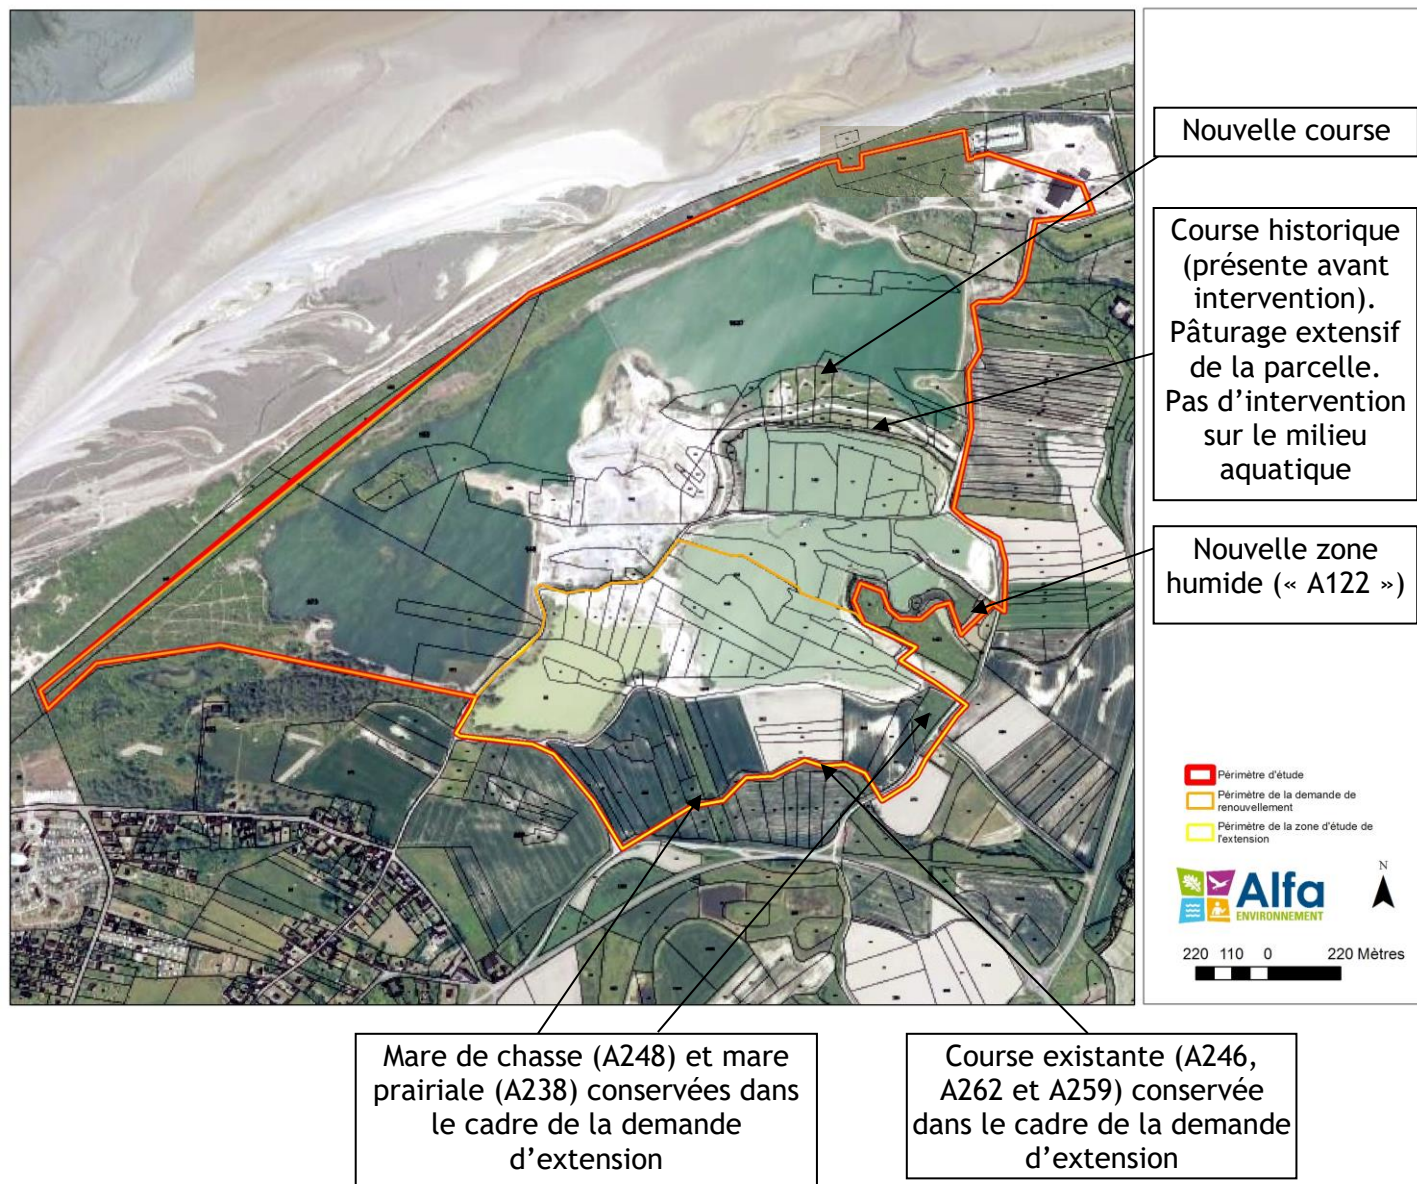 Nouvelle course
Course historique
(présente avant
intervention).
Pâturage extensif
de la parcelle.
Pas d’intervention
sur le milieu
aquatique
Nouvelle zone
humide (« A122 »)
Périmètre d'étude
Périmètre de la demande de
renouvellement
Périmètre de la zone d'étude de
l'extension
Alfa
ENVIRONNEMENT
N
220 110 0 220 Mètres
Mare de chasse (A248) et mare
prairiale (A238) conservées dans
le cadre de la demande
d’extension
Course existante (A246,
A262 et A259) conservée
dans le cadre de la demande
d’extension